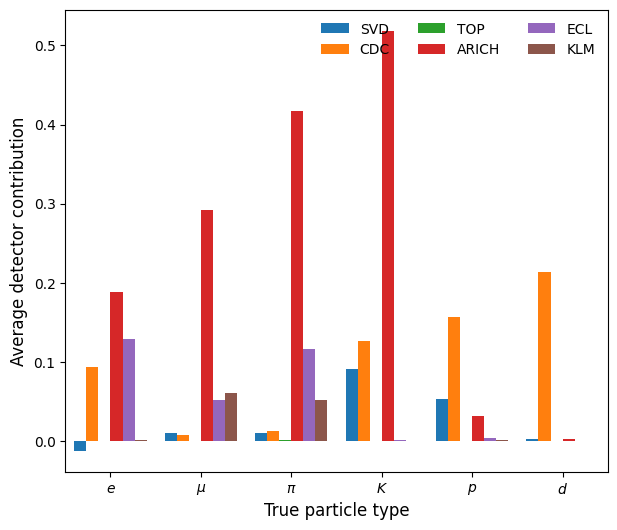 SVD TOP ECL
CDC ARICH KLM
0.5
0.4
0.3
0.2
0.1
0.0
Average detector contribution
e μ π K p d
True particle type